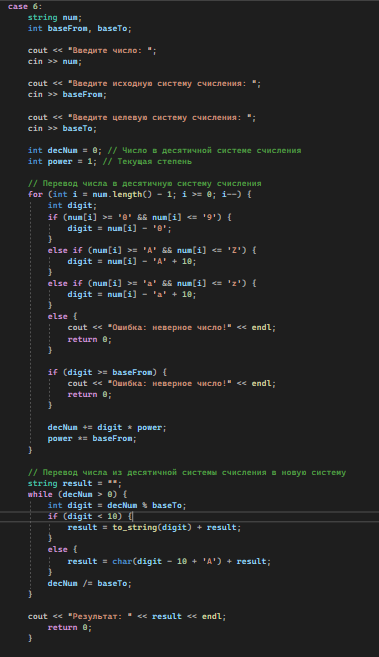 case 6:
string num;
int baseFrom, baseTo;
cout << "Введите число: ";
cin >> num;
cout << "Введите исходную систему счисления: ";
cin >> baseFrom;
cout << "Введите целевую систему счисления: ";
cin >> baseTo;
int decNum = 0; // Число в десятичной системе счисления
int power = 1; // Текущая степень
// Перевод числа в десятичную систему счисления
for (int i = num.length() - 1; i >= 0; i--) {
int digit;
if (num[i] >= '0' && num[i] <= '9') {
digit = num[i] - '0';
}
else if (num[i] >= 'A' && num[i] <= 'Z') {
digit = num[i] - 'A' + 10;
}
else if (num[i] >= 'a' && num[i] <= 'z') {
digit = num[i] - 'a' + 10;
}
else {
cout << "Ошибка: неверное число!" << endl;
return 0;
}
if (digit >= baseFrom) {
cout << "Ошибка: неверное число!" << endl;
return 0;
}
decNum += digit * power;
power *= baseFrom;
}
// Перевод числа из десятичной системы счисления в новую систему
string result = "";
while (decNum > 0) {
int digit = decNum % baseTo;
if (digit < 10) {
result = to_string(digit) + result;
}
else {
result = char(digit - 10 + 'A') + result;
}
decNum /= baseTo;
}
cout << "Результат: " << result << endl;
return 0;
}